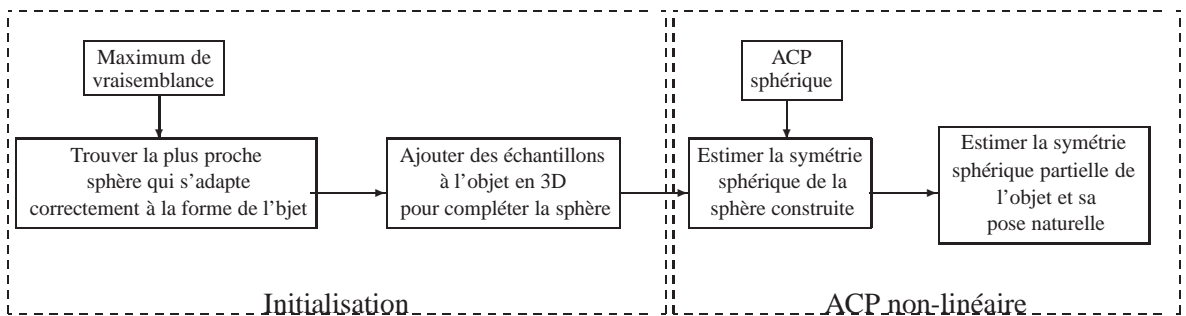 Maximum de
vraisemblance
Trouver la plus proche
sphère qui s'adapte
correctement à la forme de l'bjet
Ajouter des échantillons
à l'objet en 3D
pour compléter la sphère
Initialisation
ACP
sphérique
Estimer la symétrie
sphérique de la
sphère construite
Estimer la symétrie
sphérique partielle de
l'objet et sa
pose naturelle
ACP non-linéaire